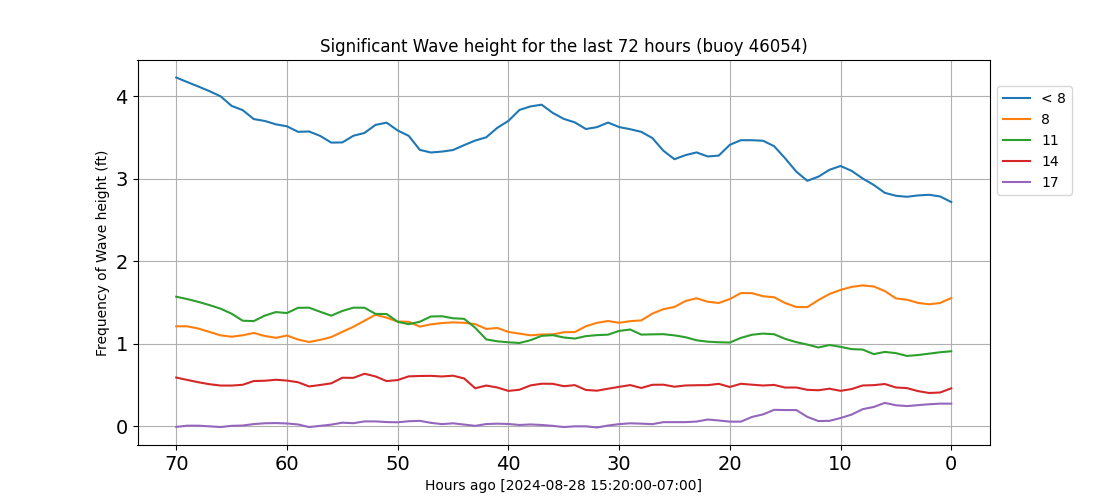 Significant Wave height for the last 72 hours (buoy 46054)
Frequency of Wave height (ft)
4
3
2
1
0
70 60 50 40 30 20 10 0
Hours ago [2024-08-28 15:20:00-07:00]
< 8
8
11
14
17